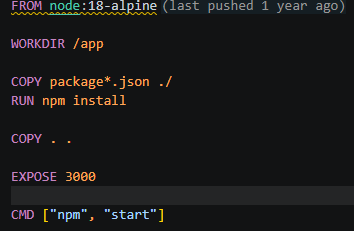 FROM node:18-alpine (last pushed 1 year ago)
WORKDIR /app
COPY package*.json ./
RUN npm install
COPY . .
EXPOSE 3000
CMD ["npm", "start"]